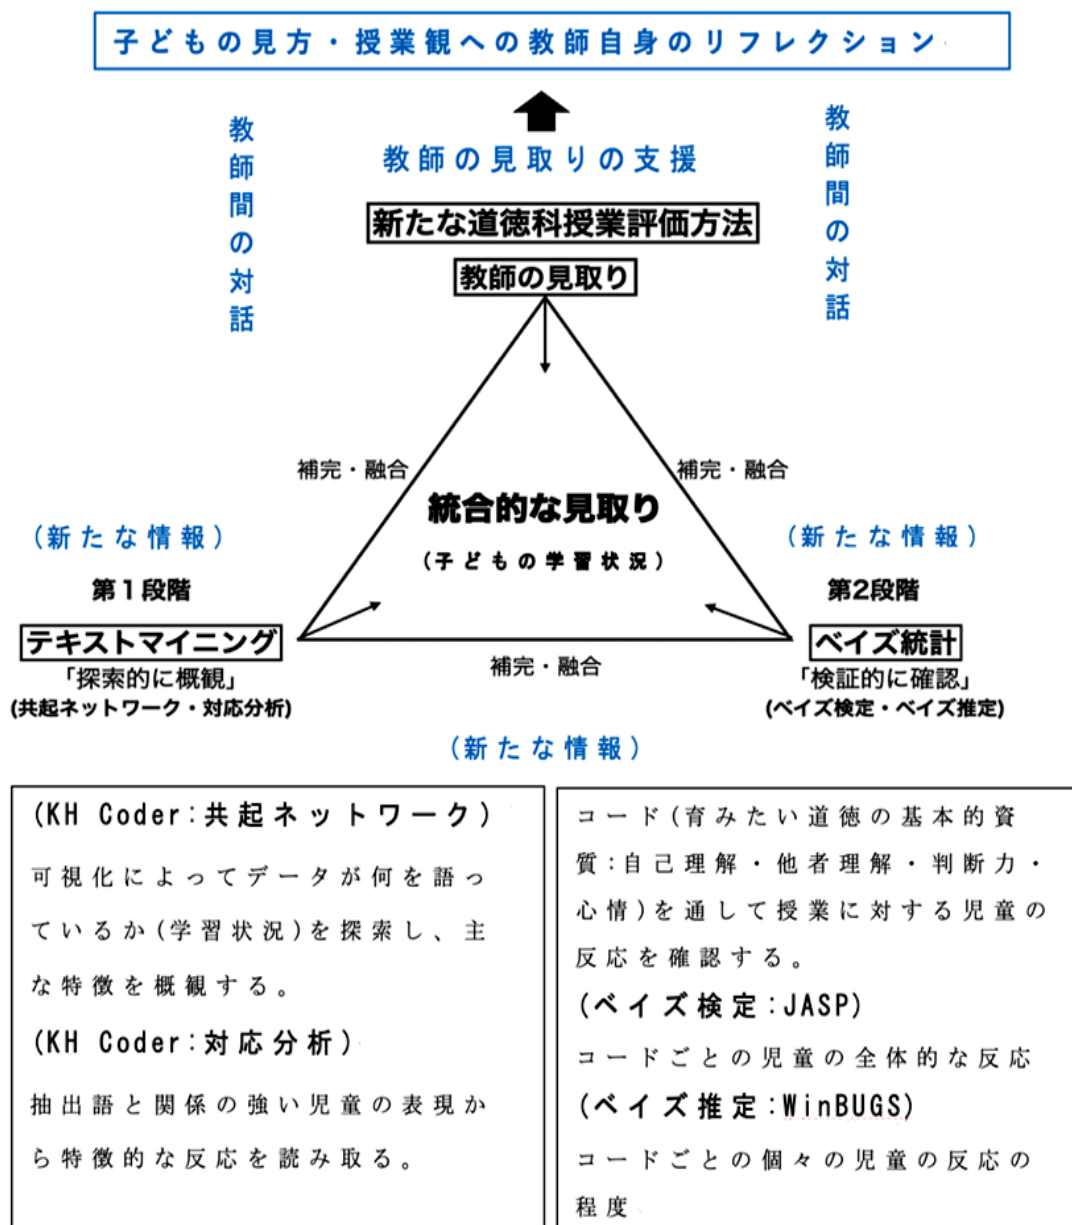 子どもの見方・授業観への教師自身のリフレクション
教師間の対話
教師の見取りの支援
教師間の対話
新たな道徳科授業評価方法
教師の見取り
補完・融合
補完・融合
統合的な見取り
(子どもの学習状況)
(新たな情報)
第１段階
テキストマイニング
「探索的に概観」
(共起ネットワーク・対応分析)
補完・融合
(新たな情報)
第2段階
ベイズ統計
「検証的に確認」
(ベイズ検定・ベイズ推定)
(新たな情報)
(KH Coder:共起ネットワーク)
可視化によってデータが何を語っ
ているか(学習状況)を探索し、主
な特徴を概観する。
(KH Coder:対応分析)
抽出語と関係の強い児童の表現か
ら特徴的な反応を読み取る。
コード(育みたい道徳の基本的資
質:自己理解・他者理解・判断力・
心情)を通して授業に対する児童の
反応を確認する。
(ベイズ検定:JASP)
コードごとの児童の全体的な反応
(ベイズ推定:WinBUGS)
コードごとの個々の児童の反応の
程度